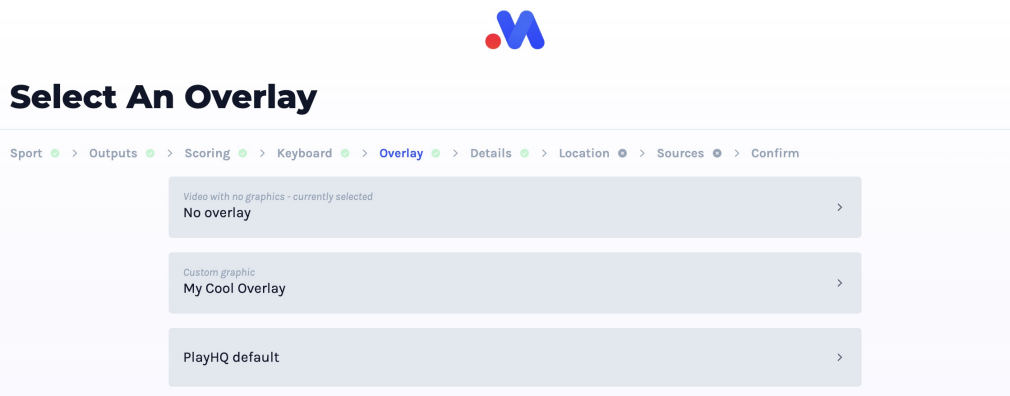 Select An Overlay
Sport Outputs Scoring Keyboard Overlay Details Location Sources Confirm
Video with no graphics - currently selected
No overlay
Custom graphic
My Cool Overlay
PlayHQ default